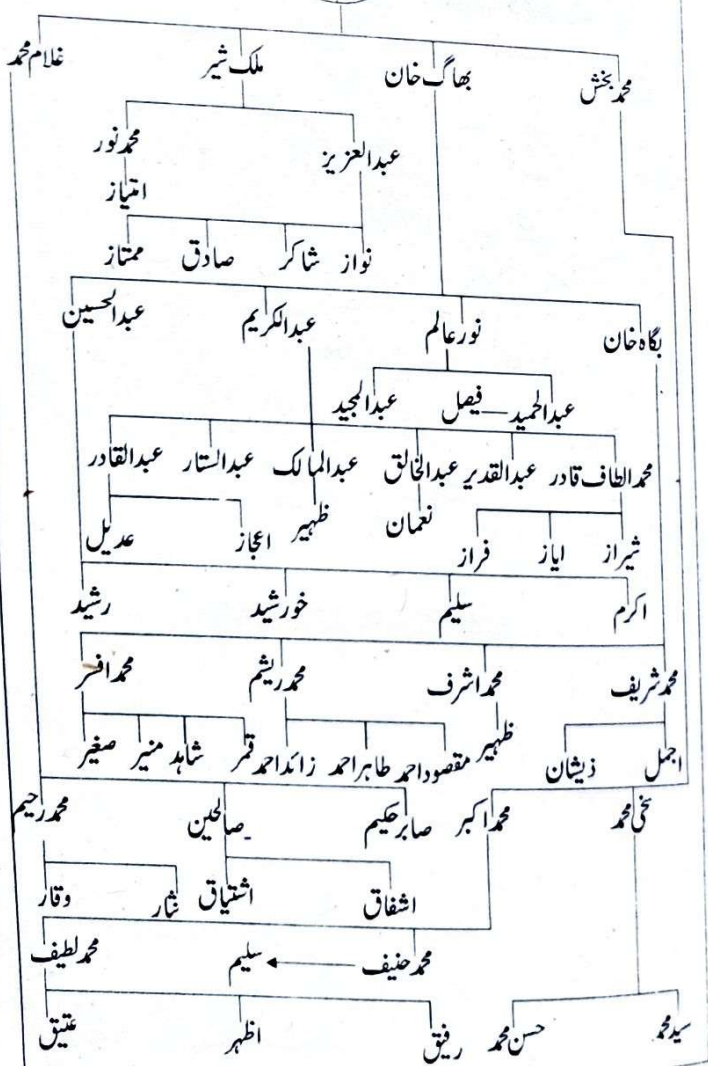 محمد بخش بھاگ خان ملک شیر غلام محمد
عبدالعزیز محمد نور
امتیاز
نواز شاکر صادق ممتاز
بگاہ خان نور عالم عبدالکریم عبدالحسین
عبدالحمید فیصل عبدالمجید
محمد الطاف قادر عبدالقدیر عبدالخالق عبدالمالک عبدالستار عبدالقادر
شیراز ایاز فراز نعمان ظہیر اعجاز عدیل
اکرم سلیم خورشید رشید
محمد شریف محمد اشرف محمد ریشم محمد افسر
اجمل ذیشان ظہیر مقصود احمد طاہر احمد زائد احمد قمر شاہد منیر صغیر
سخی محمد محمد اکبر صابر حکیم صالحین محمد رحیم
اشفاق اشتیاق نثار وقار
محمد حنیف سلیم محمد لطیف
سید محمد حسن محمد رفیق اظہر عتیق